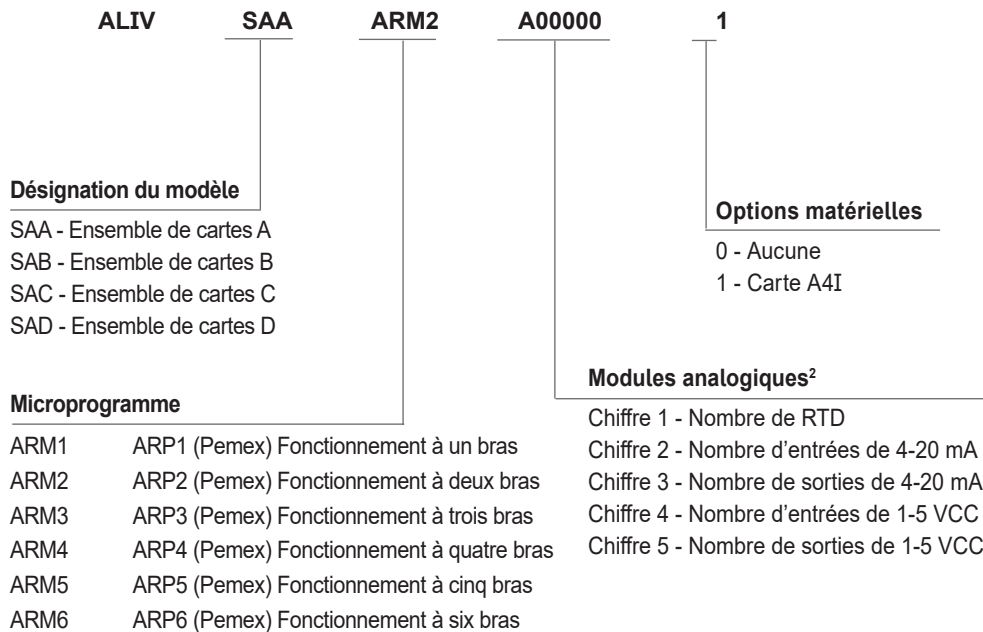 ALIV SAA ARM2 A00000 1
Désignation du modèle
SAA - Ensemble de cartes A
SAB - Ensemble de cartes B
SAC - Ensemble de cartes C
SAD - Ensemble de cartes D
Options matérielles
0 - Aucune
1 - Carte A4I
Microprogramme
ARM1 ARP1 (Pemex) Fonctionnement à un bras
ARM2 ARP2 (Pemex) Fonctionnement à deux bras
ARM3 ARP3 (Pemex) Fonctionnement à trois bras
ARM4 ARP4 (Pemex) Fonctionnement à quatre bras
ARM5 ARP5 (Pemex) Fonctionnement à cinq bras
ARM6 ARP6 (Pemex) Fonctionnement à six bras
Modules analogiques²
Chiffre 1 - Nombre de RTD
Chiffre 2 - Nombre d'entrées de 4-20 mA
Chiffre 3 - Nombre de sorties de 4-20 mA
Chiffre 4 - Nombre d'entrées de 1-5 VCC
Chiffre 5 - Nombre de sorties de 1-5 VCC